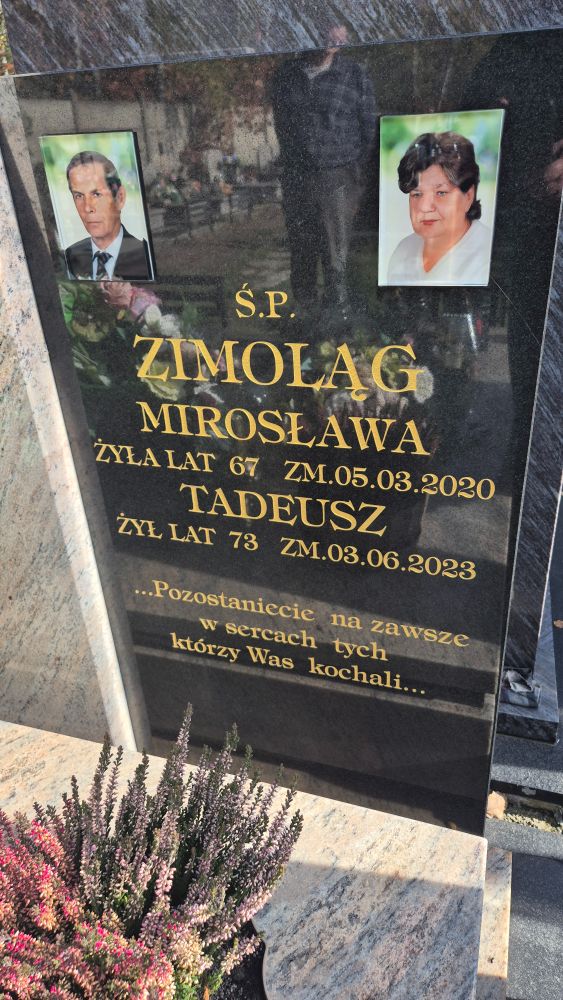 Ś.P.
ZIMOLĄG
MIROSŁAWA
ŻYŁA LAT 67 ZM.05.03.2020
TADEUSZ
ŻYŁ LAT 73 ZM.03.06.2023
...Pozostaniecie na zawsze
w sercach tych
którzy Was kochali...